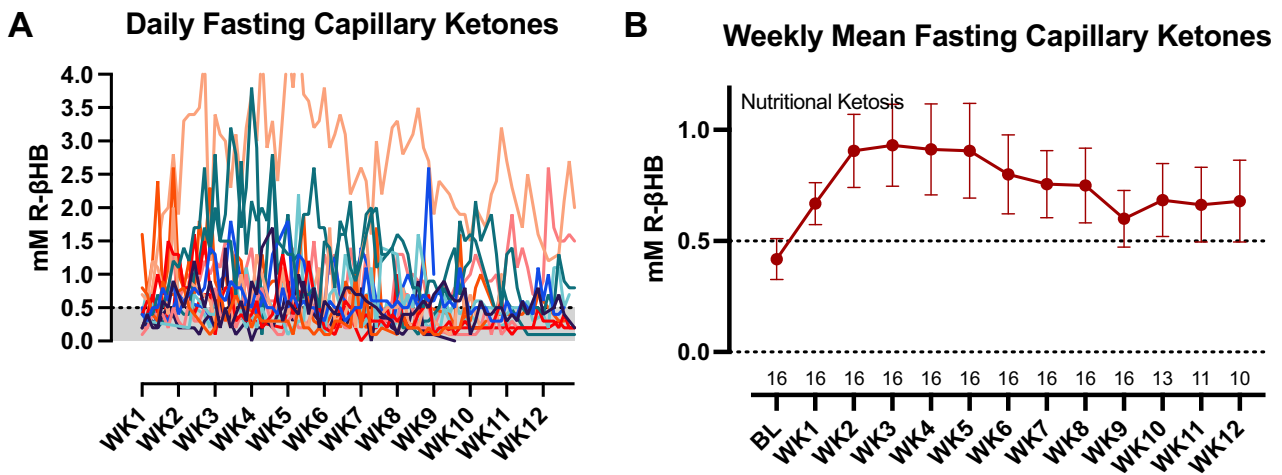 A
Daily Fasting Capillary Ketones
mM R-βHB
4.0
3.5
3.0
2.5
2.0
1.5
1.0
0.5
0.0
WK1
WK2
WK3
WK4
WK5
WK6
WK7
WK8
WK9
WK10
WK11
WK12
B
Weekly Mean Fasting Capillary Ketones
Nutritional Ketosis
mM R-βHB
1.0
0.5
0.0
16 16 16 16 16 16 16 16 16 16 13 11 10
BL
WK1
WK2
WK3
WK4
WK5
WK6
WK7
WK8
WK9
WK10
WK11
WK12